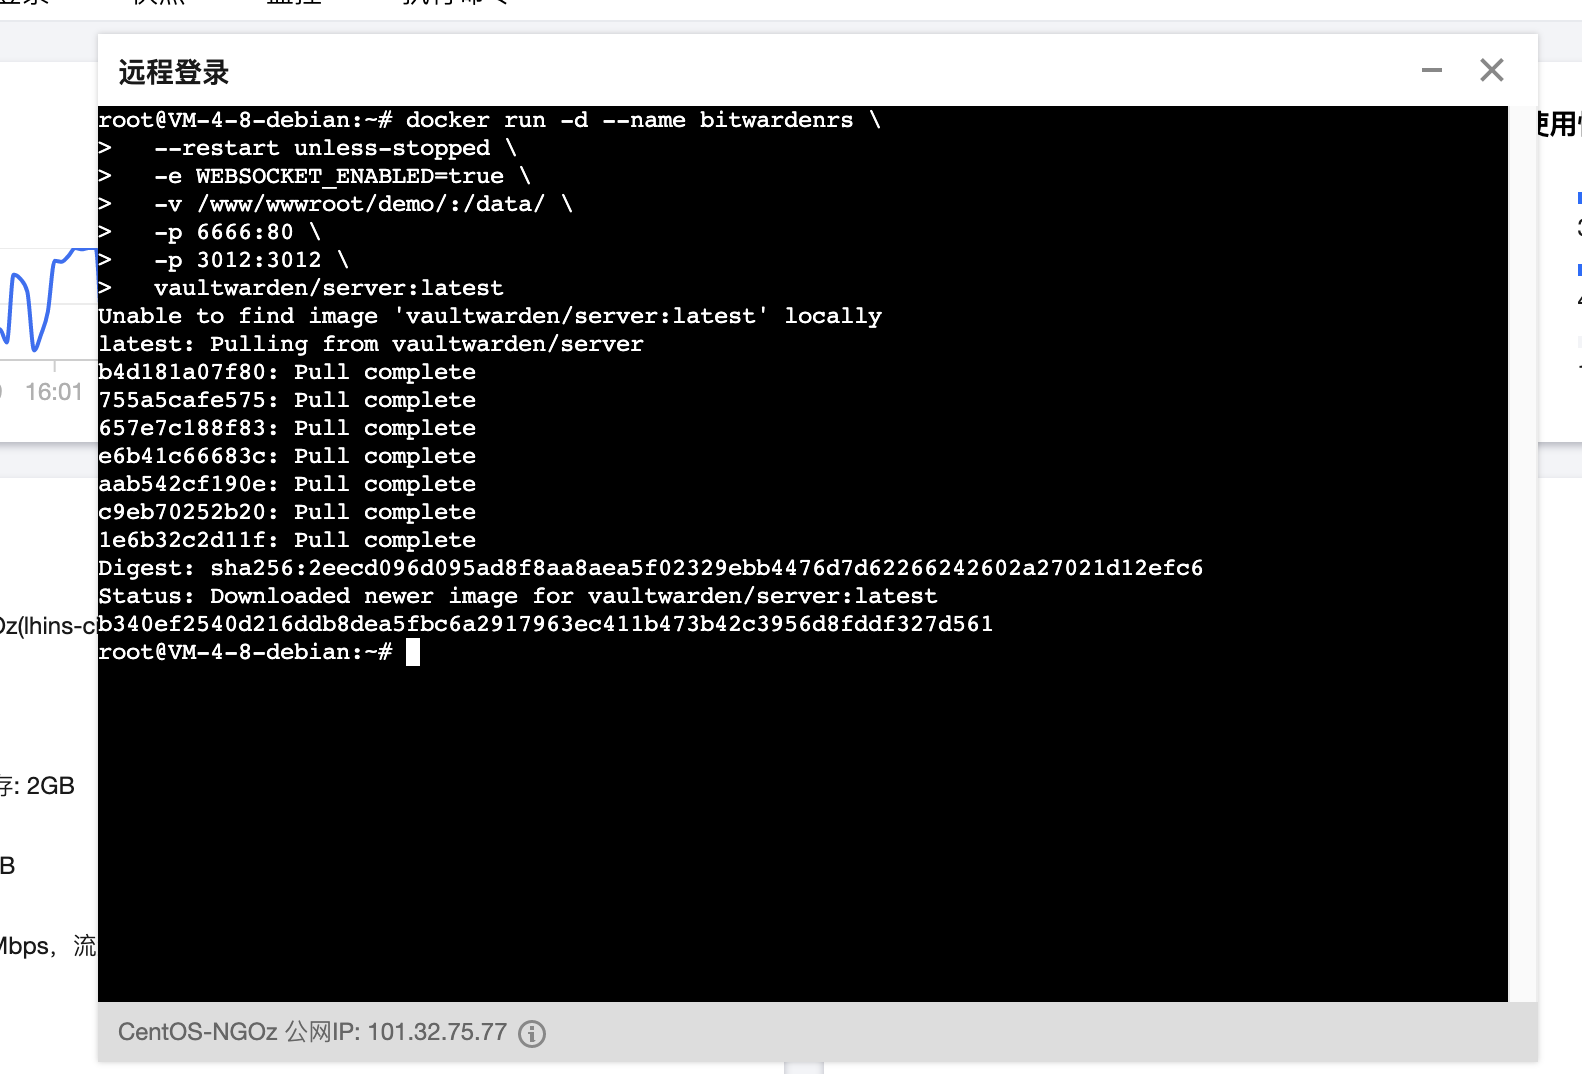 远程登录
root@VM-4-8-debian:~# docker run -d --name bitwardenrs \
>   --restart unless-stopped \
>   -e WEBSOCKET_ENABLED=true \
>   -v /www/wwwroot/demo/:/data/ \
>   -p 6666:80 \
>   -p 3012:3012 \
>   vaultwarden/server:latest
Unable to find image 'vaultwarden/server:latest' locally
latest: Pulling from vaultwarden/server
b4d181a07f80: Pull complete
755a5cafe575: Pull complete
657e7c188f83: Pull complete
e6b41c66683c: Pull complete
aab542cf190e: Pull complete
c9eb70252b20: Pull complete
1e6b32c2d11f: Pull complete
Digest: sha256:2eecd096d095ad8f8aa8aea5f02329ebb4476d7d62266242602a27021d12efc6
Status: Downloaded newer image for vaultwarden/server:latest
b340ef2540d216ddb8dea5fbc6a2917963ec411b473b42c3956d8fddf327d561
root@VM-4-8-debian:~#
CentOS-NGOz 公网IP: 101.32.75.77
16:01
Oz(lhins-c
存: 2GB
B
Mbps，流
使用